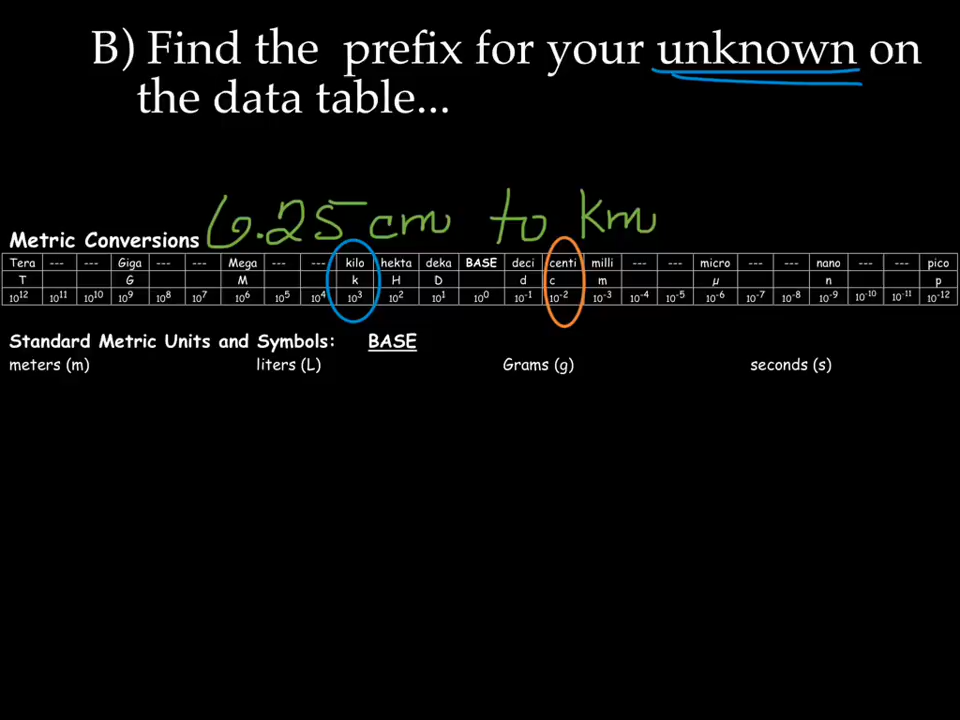 B) Find the prefix for your unknown on
the data table...
6.25 cm to km
Metric Conversions
Tera --- --- Giga --- --- Mega --- --- kilo hekta deka BASE deci centi milli --- --- micro --- --- nano --- --- pico
T G M k H D d c m µ n p
10¹² 10¹¹ 10¹⁰ 10⁹ 10⁸ 10⁷ 10⁶ 10⁵ 10⁴ 10³ 10² 10¹ 10⁰ 10⁻¹ 10⁻² 10⁻³ 10⁻⁴ 10⁻⁵ 10⁻⁶ 10⁻⁷ 10⁻⁸ 10⁻⁹ 10⁻¹⁰ 10⁻¹¹ 10⁻¹²
Standard Metric Units and Symbols: BASE
meters (m) liters (L) Grams (g) seconds (s)